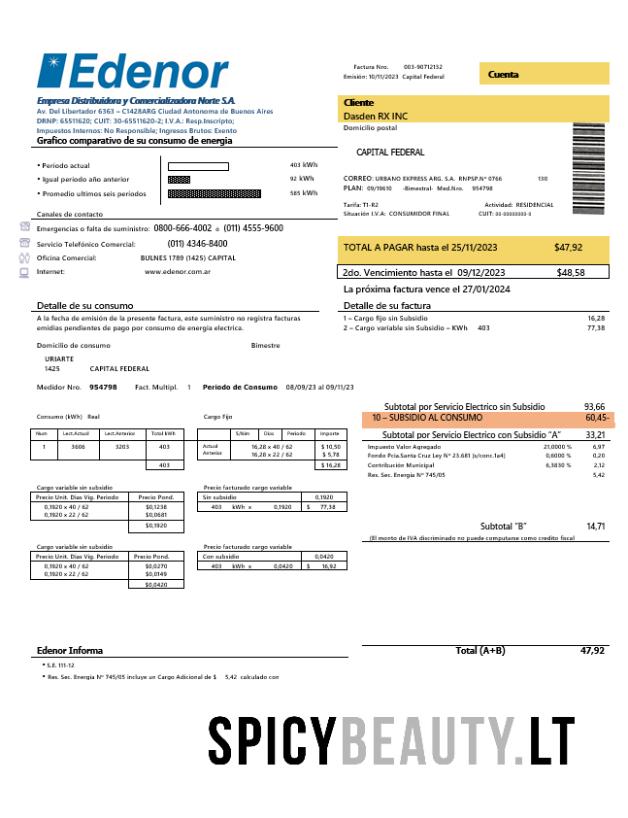 Edenor
Empresa Distribuidora y Comercializadora Norte S.A.
Av. Del Libertador 6363 – C1428ARG Ciudad Antonoma de Buenos Aires
DRNP: 65511620; CUIT: 30-65511620-2; I.V.A.: Resp.Inscripto;
Impuestos Internos: No Responsible; Ingresos Brutos: Exento
Factura Nro. 003-90712152
Emisión: 10/11/2023 Capital Federal
Cuenta
Cliente
Dasden RX INC
Domicilio postal
CAPITAL FEDERAL
CORREO: URBANO EXPRESS ARG. S.A. RNPSP.Nº 0766 130
PLAN: 09/19610 -Bimestral- Med.Nro. 954798
Tarifa: T1-R2 Actividad: RESIDENCIAL
Situación I.V.A: CONSUMIDOR FINAL CUIT: 00-00000000-0
Grafico comparativo de su consumo de energia
• Periodo actual 403 kWh
• Igual periodo año anterior 92 kWh
• Promedio ultimos seis periodos 585 kWh
Canales de contacto
Emergencias o falta de suministro: 0800-666-4002 o (011) 4555-9600
Servicio Telefónico Comercial: (011) 4346-8400
Oficina Comercial: BULNES 1789 (1425) CAPITAL
Internet: www.edenor.com.ar
TOTAL A PAGAR hasta el 25/11/2023 $47,92
2do. Vencimiento hasta el 09/12/2023 $48,58
La próxima factura vence el 27/01/2024
Detalle de su consumo
A la fecha de emisión de la presente factura, este suministro no registra facturas
emidias pendientes de pago por consumo de energia electrica.
Domicilio de consumo Bimestre
URIARTE
1425 CAPITAL FEDERAL
Medidor Nro. 954798 Fact. Multipl. 1 Periodo de Consumo 08/09/23 al 09/11/23
Detalle de su factura
1 – Cargo fijo sin Subsidio 16,28
2 – Cargo variable sin Subsidio – KWh 403 77,38
Subtotal por Servicio Electrico sin Subsidio 93,66
10 – SUBSIDIO AL CONSUMO 60,45-
Subtotal por Servicio Electrico con Subsidio "A" 33,21
Impuesto Valor Agregado 21,0000 % 6,97
Fondo Pcia.Santa Cruz Ley Nº 23.681 (s/conc.1a4) 0,6000 % 0,20
Contribución Municipal 6,3830 % 2,12
Res. Sec. Energia Nº 745/05 5,42
Subtotal "B" 14,71
(El monto de IVA discriminado no puede computarse como credito fiscal
Consumo (kWh) Real
Num Lect.Actual Lect.Anterior Total kWh
1 3606 3203 403
403
Cargo Fijo
S/Nim Dias Periodo Importe
Actual 16,28 x 40 / 62 $ 10,50
Anterior 16,28 x 22 / 62 $ 5,78
$ 16,28
Cargo variable sin subsidio
Precio Unit. Dias Vig. Periodo Precio Pond.
0,1920 x 40 / 62 $0,1238
0,1920 x 22 / 62 $0,0681
$0,1920
Precio facturado cargo variable
Sin subsidio 0,1920
403 kWh x 0,1920 $ 77,38
Cargo variable sin subsidio
Precio Unit. Dias Vig. Periodo Precio Pond.
0,1920 x 40 / 62 $0,0270
0,1920 x 22 / 62 $0,0149
$0,0420
Precio facturado cargo variable
Con subsidio 0,0420
403 kWh x 0,0420 $ 16,92
Edenor Informa
Total (A+B) 47,92
• S.E. 111-12
• Res. Sec. Energia Nº 745/05 incluye un Cargo Adicional de $ 5,42 calculado con
SPICYBEAUTY.LT